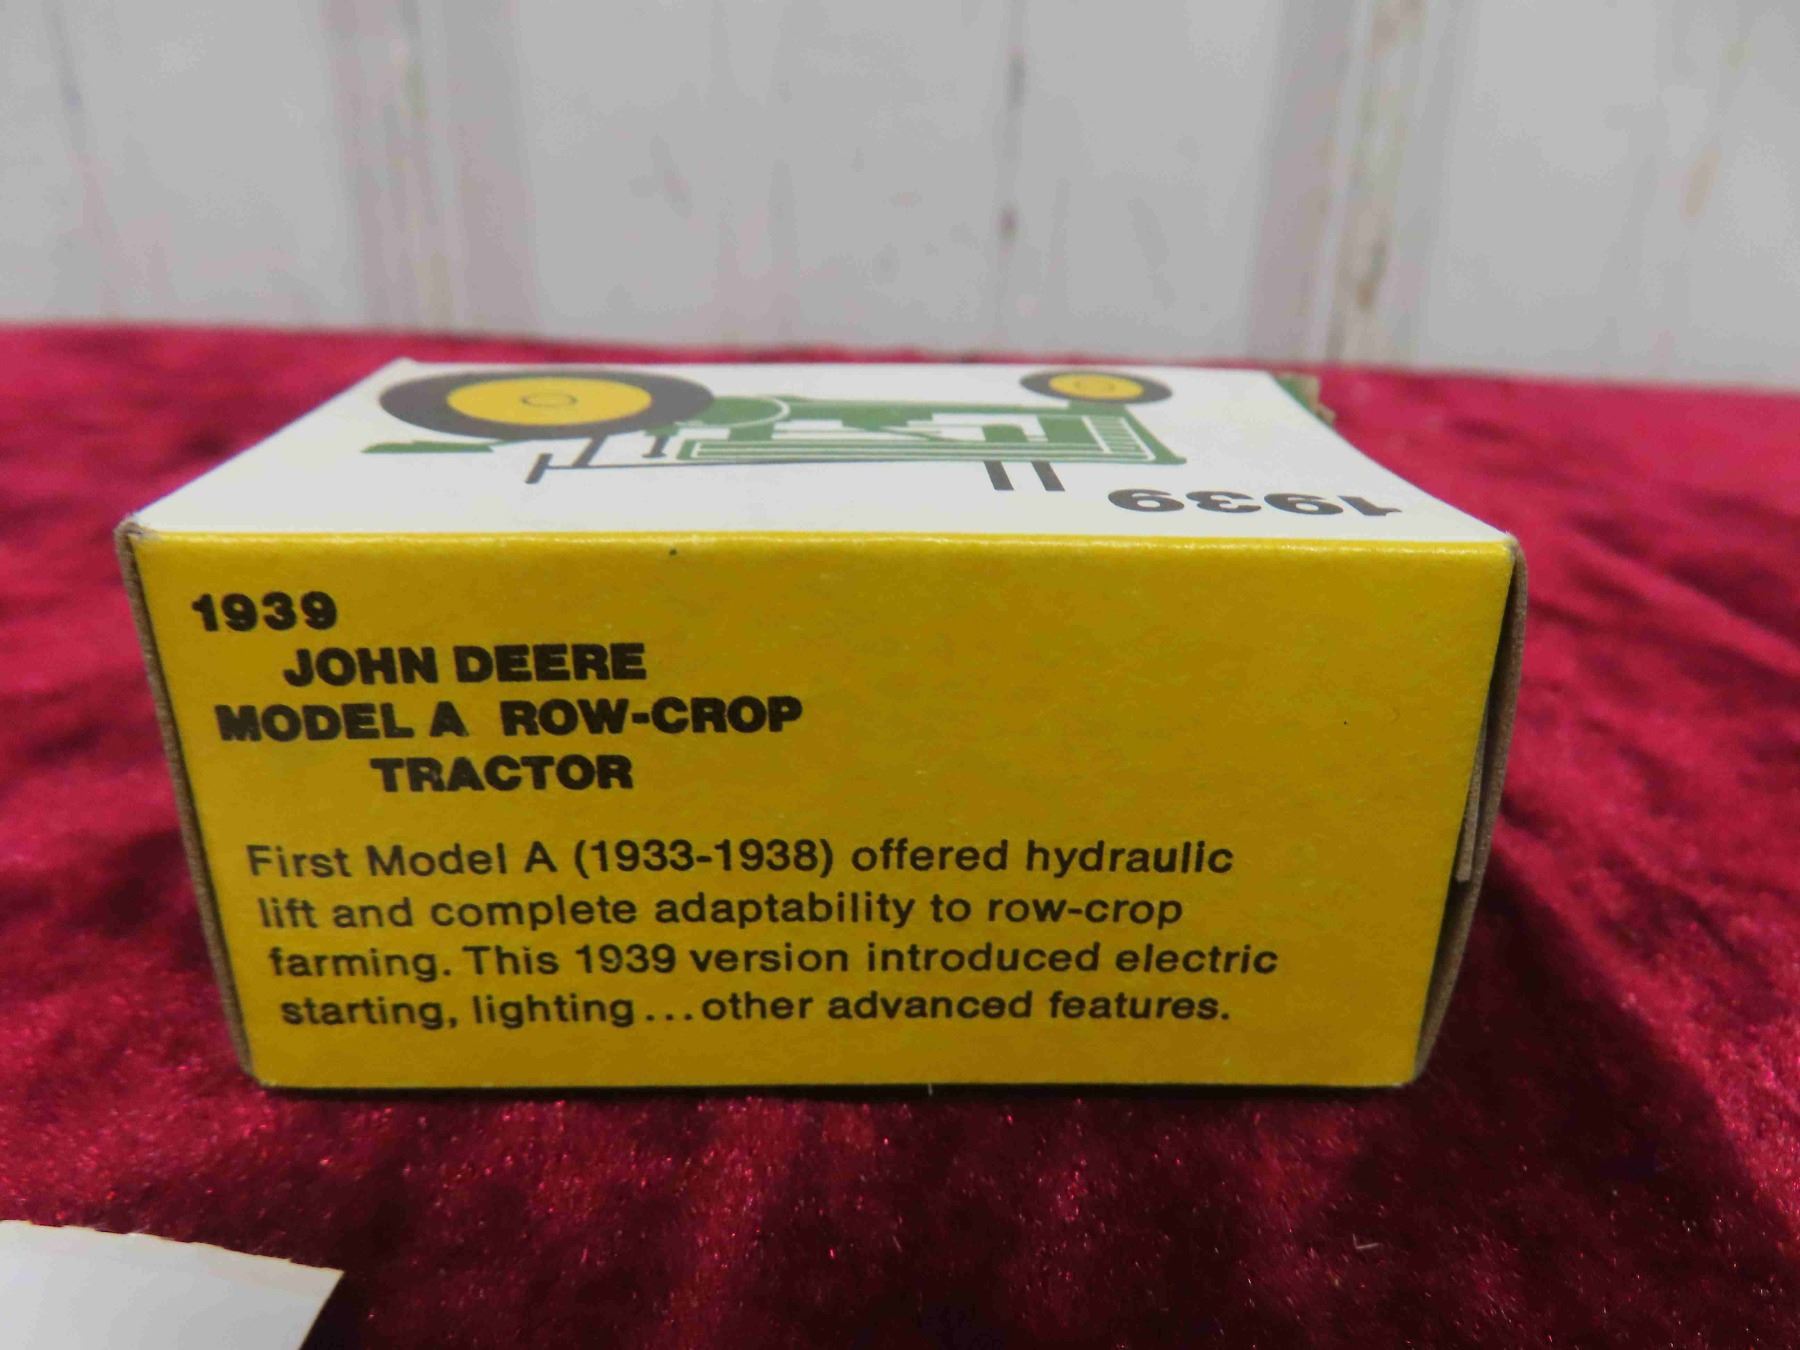 1939
1939
JOHN DEERE
MODEL A ROW-CROP
TRACTOR
First Model A (1933-1938) offered hydraulic
lift and complete adaptability to row-crop
farming. This 1939 version introduced electric
starting, lighting...other advanced features.